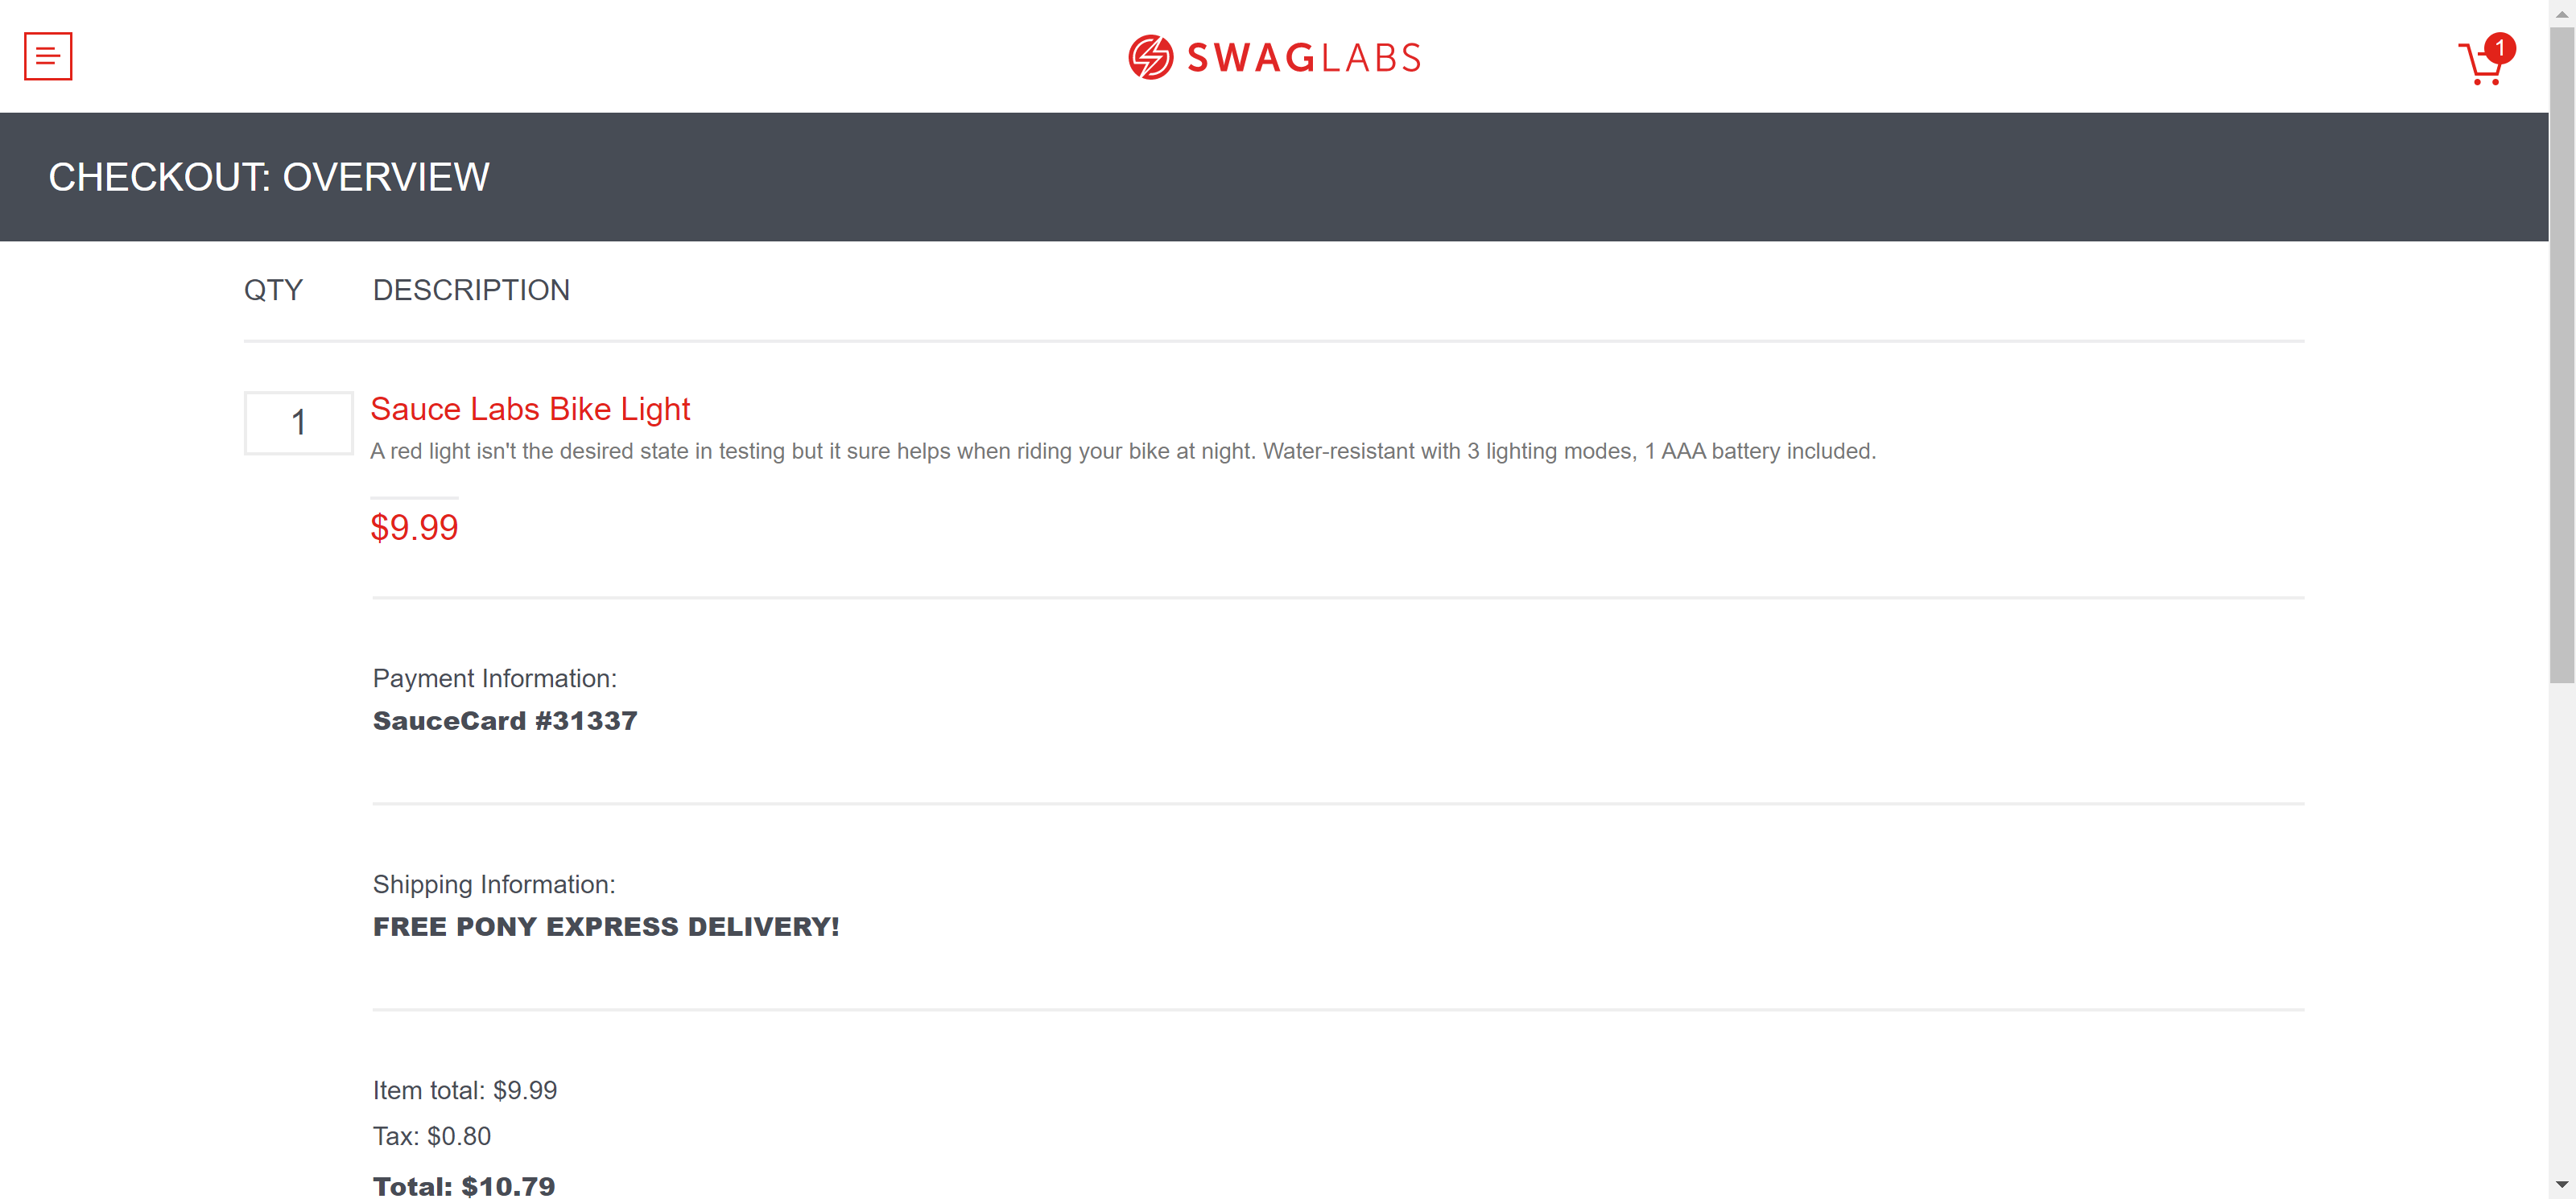 SWAGLABS
1
CHECKOUT: OVERVIEW
QTY DESCRIPTION
1
Sauce Labs Bike Light
A red light isn't the desired state in testing but it sure helps when riding your bike at night. Water-resistant with 3 lighting modes, 1 AAA battery included.
$9.99
Payment Information:
SauceCard #31337
Shipping Information:
FREE PONY EXPRESS DELIVERY!
Item total: $9.99
Tax: $0.80
Total: $10.79